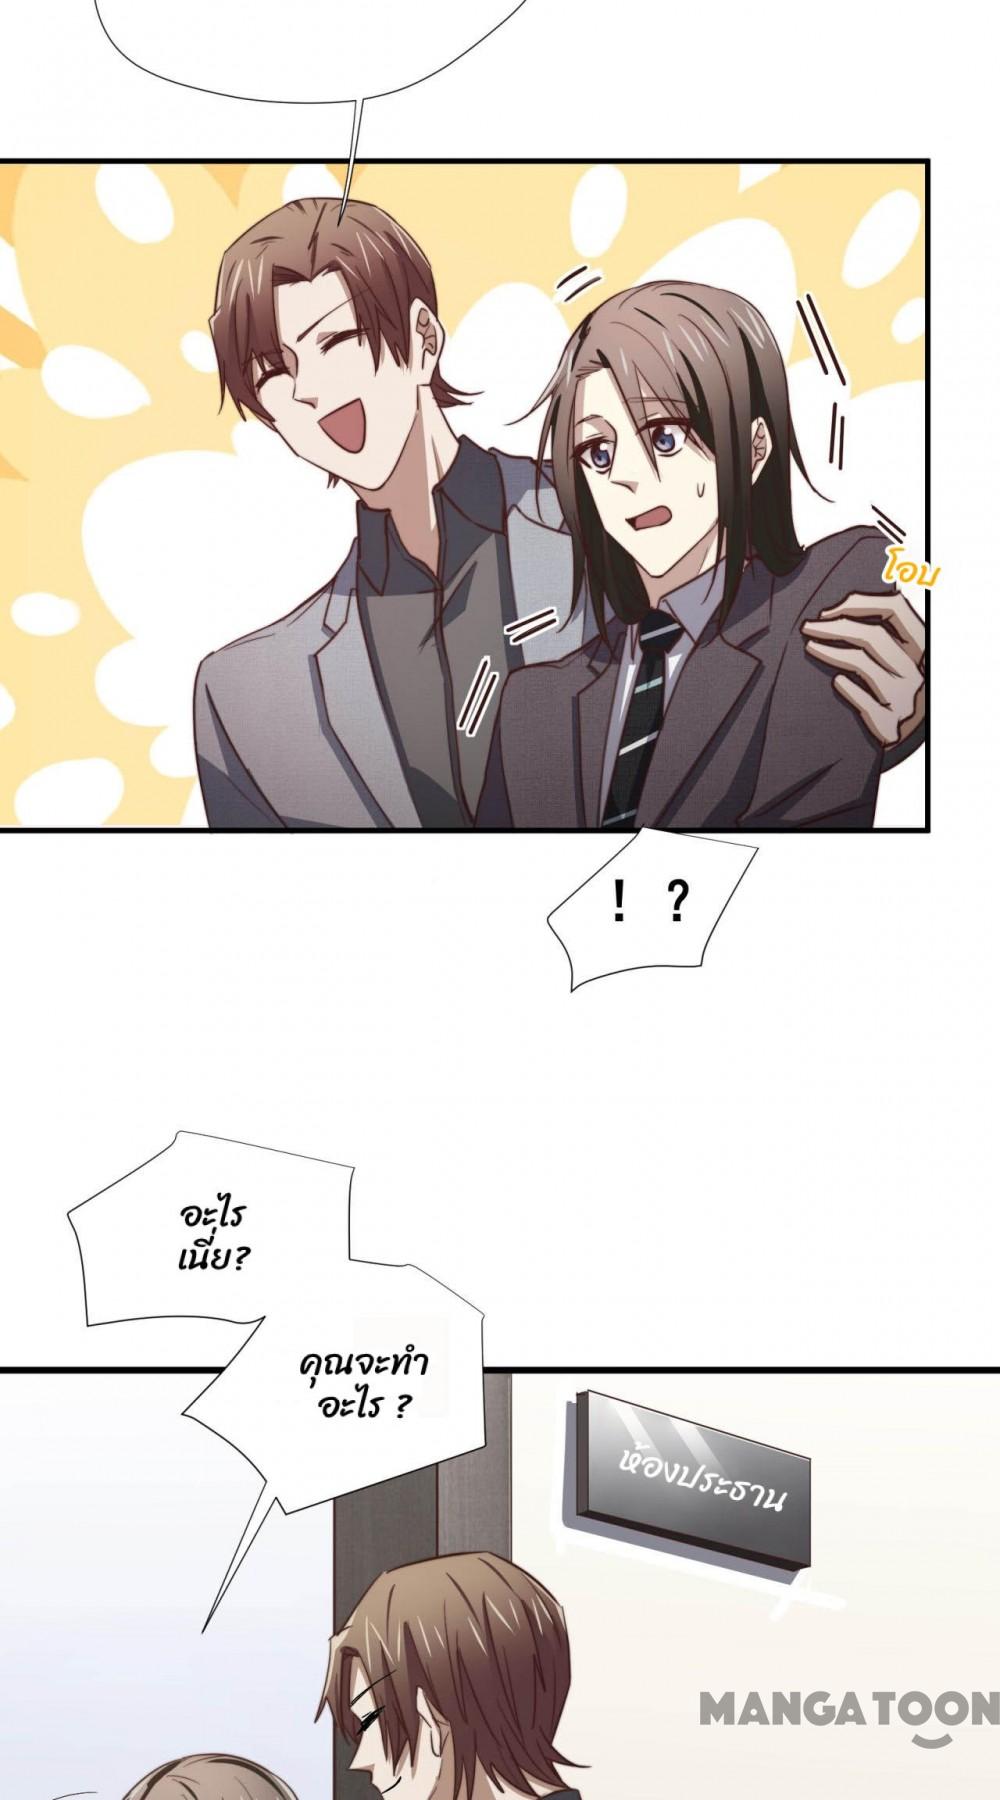 โอบ
! ?
อะไร
เนี่ย?
คุณจะทำ
อะไร ?
ห้องประธาน
MANGATOON